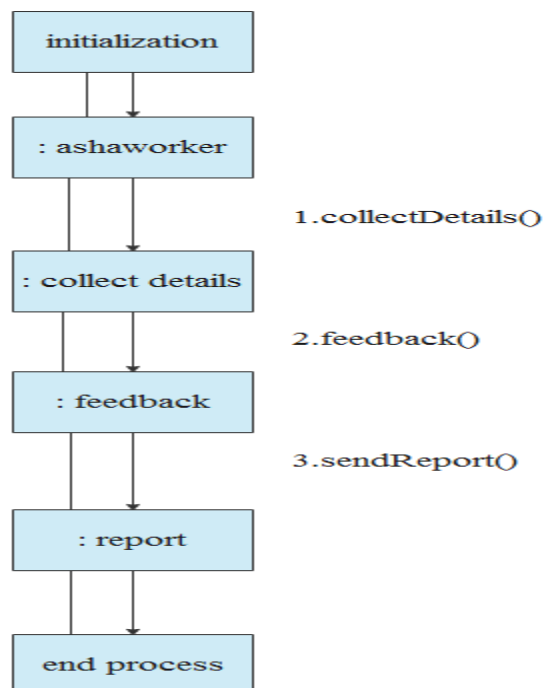 initialization
: ashaworker
1.collectDetails()
: collect details
2.feedback()
: feedback
3.sendReport()
: report
end process